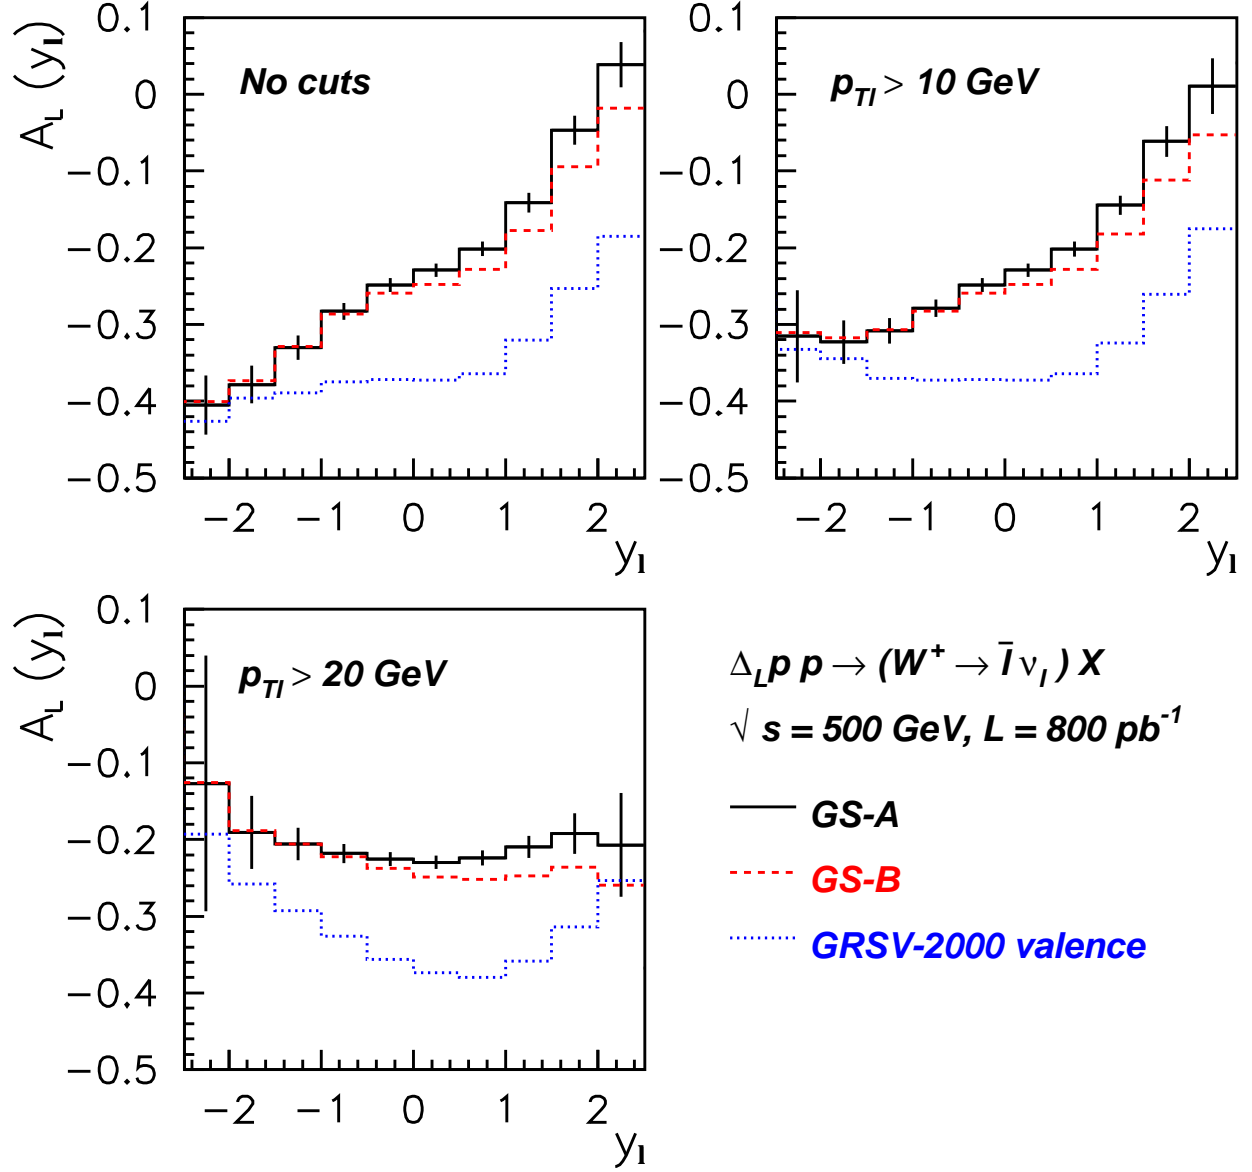 A_L (y_l)
0.1
0
−0.1
−0.2
−0.3
−0.4
−0.5
No cuts
−2 −1 0 1 2
y_l
0.1
0
−0.1
−0.2
−0.3
−0.4
−0.5
p_Tl > 10 GeV
−2 −1 0 1 2
y_l
A_L (y_l)
0.1
0
−0.1
−0.2
−0.3
−0.4
−0.5
p_Tl > 20 GeV
−2 −1 0 1 2
y_l
Δ_L p p → (W⁺ → l̄ ν_l ) X
√ s = 500 GeV, L = 800 pb⁻¹
GS-A
GS-B
GRSV-2000 valence